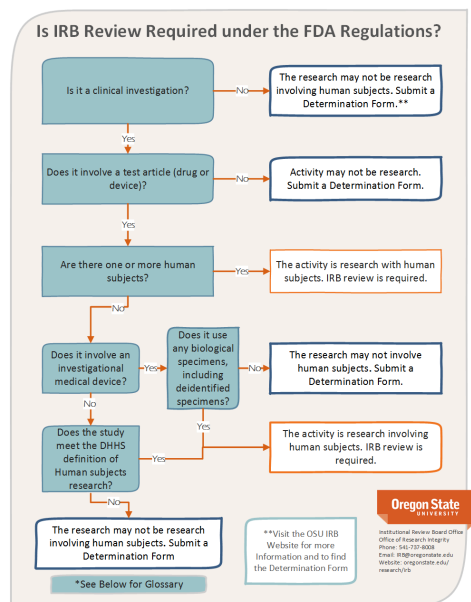 Is IRB Review Required under the FDA Regulations?
Is it a clinical investigation?
No
The research may not be research
involving human subjects. Submit a
Determination Form.**
Yes
Does it involve a test article (drug or
device)?
No
Activity may not be research.
Submit a Determination Form.
Yes
Are there one or more human
subjects?
Yes
The activity is research with human
subjects. IRB review is required.
No
Does it involve an
investigational
medical device?
Yes
Does it use
any biological
specimens,
including
deidentified
specimens?
No
The research may not involve
human subjects. Submit a
Determination Form.
No
Yes
Does the study
meet the DHHS
definition of
Human subjects
research?
Yes
The activity is research involving
human subjects. IRB review is
required.
No
The research may not be research
involving human subjects. Submit a
Determination Form
*See Below for Glossary
**Visit the OSU IRB
Website for more
Information and to find
the Determination Form
Oregon State
UNIVERSITY
Institutional Review Board Office
Office of Research Integrity
Phone: 541-737-8008
Email: IRB@oregonstate.edu
Website: oregonstate.edu/
research/irb